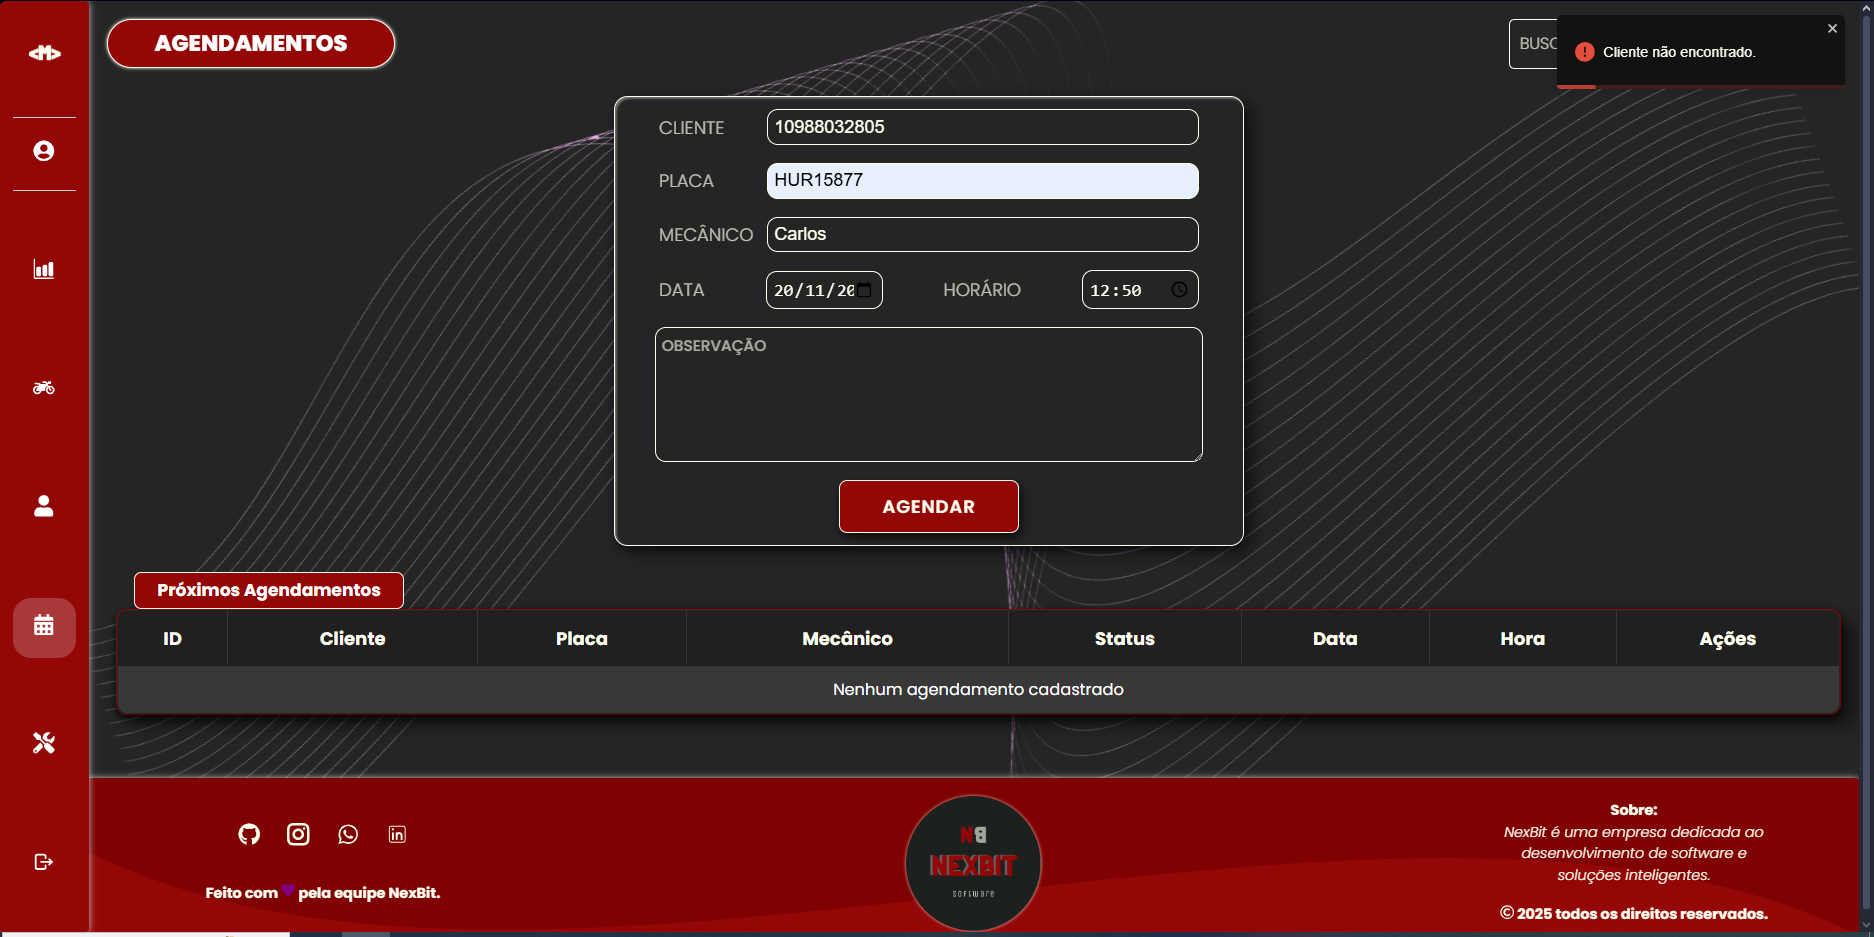 <M>
AGENDAMENTOS
BUSC
Cliente não encontrado.
CLIENTE
10988032805
PLACA
HUR15877
MECÂNICO
Carlos
DATA
20/11/20
HORÁRIO
12:50
OBSERVAÇÃO
AGENDAR
Próximos Agendamentos
ID Cliente Placa Mecânico Status Data Hora Ações
Nenhum agendamento cadastrado
Feito com 💜 pela equipe NexBit.
NB
NEXBIT
software
Sobre:
NexBit é uma empresa dedicada ao
desenvolvimento de software e
soluções inteligentes.
© 2025 todos os direitos reservados.